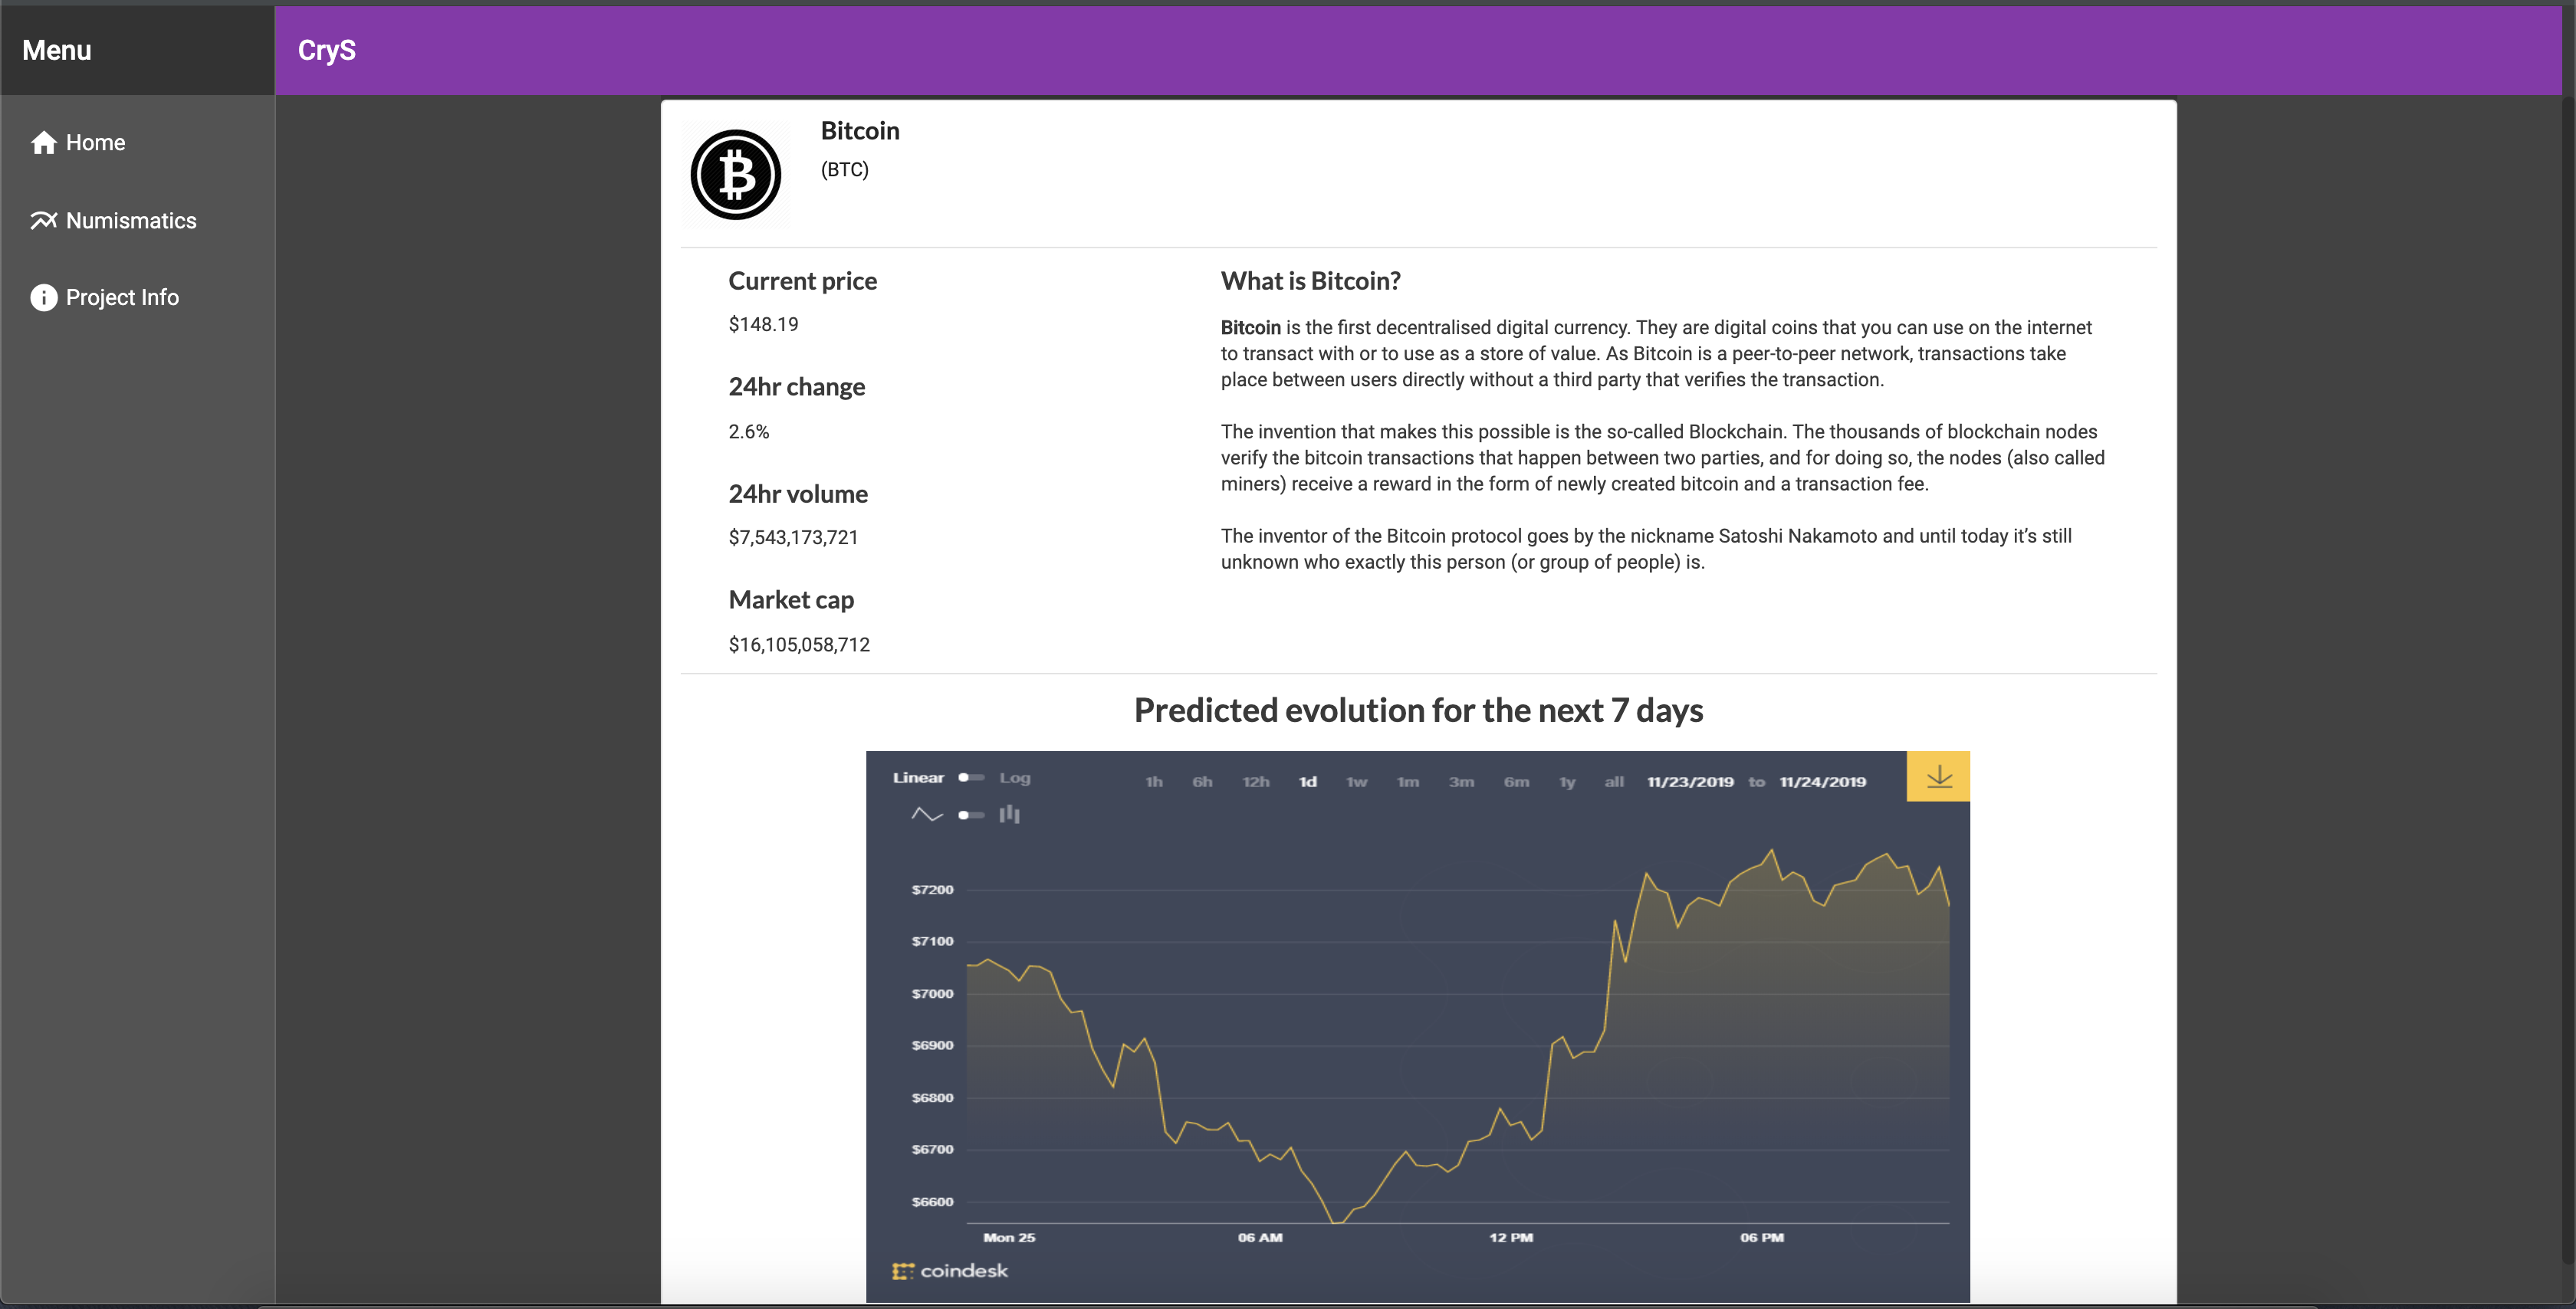 Menu
CryS
Home
Numismatics
Project Info
Bitcoin
(BTC)
Current price
$148.19
24hr change
2.6%
24hr volume
$7,543,173,721
Market cap
$16,105,058,712
What is Bitcoin?
Bitcoin is the first decentralised digital currency. They are digital coins that you can use on the internet
to transact with or to use as a store of value. As Bitcoin is a peer-to-peer network, transactions take
place between users directly without a third party that verifies the transaction.
The invention that makes this possible is the so-called Blockchain. The thousands of blockchain nodes
verify the bitcoin transactions that happen between two parties, and for doing so, the nodes (also called
miners) receive a reward in the form of newly created bitcoin and a transaction fee.
The inventor of the Bitcoin protocol goes by the nickname Satoshi Nakamoto and until today it’s still
unknown who exactly this person (or group of people) is.
Predicted evolution for the next 7 days
Linear Log
1h 6h 12h 1d 1w 1m 3m 6m 1y all 11/23/2019 to 11/24/2019
$7200
$7100
$7000
$6900
$6800
$6700
$6600
Mon 25 06 AM 12 PM 06 PM
coindesk